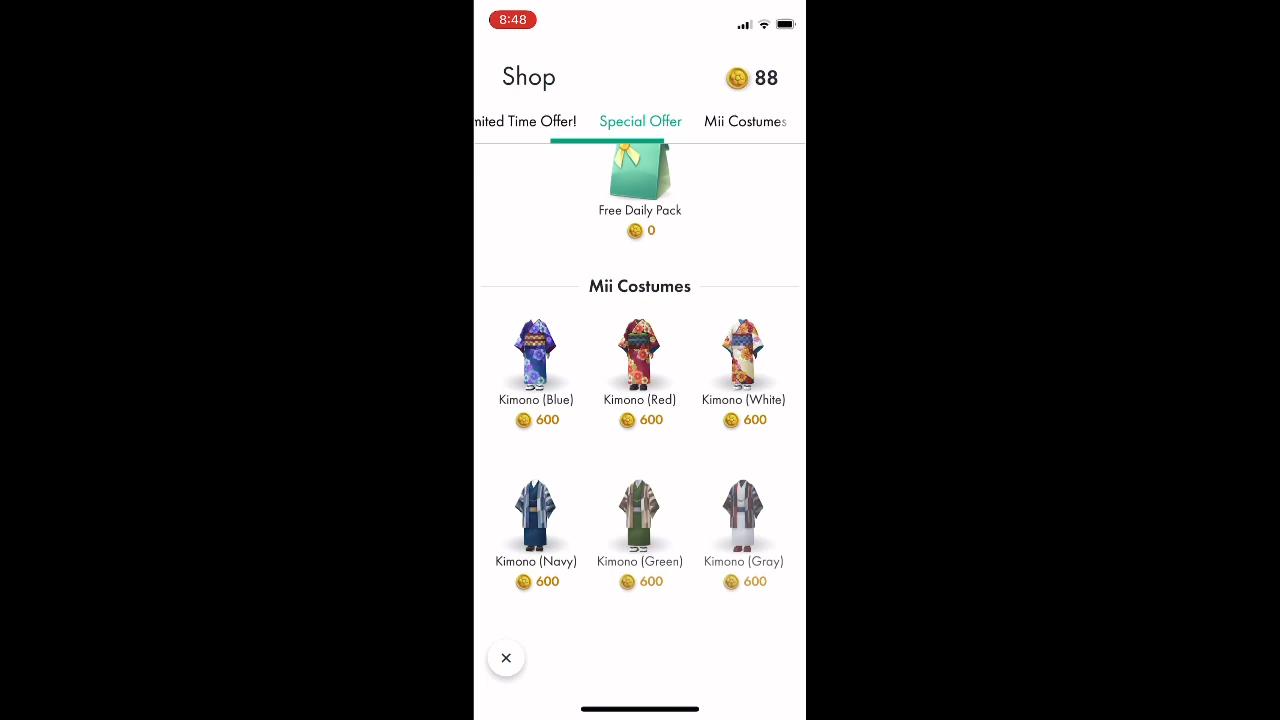 8:48
Shop
88
mited Time Offer!
Special Offer
Mii Costumes
Free Daily Pack
0
Mii Costumes
Kimono (Blue)
Kimono (Red)
Kimono (White)
600
600
600
Kimono (Navy)
Kimono (Green)
Kimono (Gray)
600
600
600